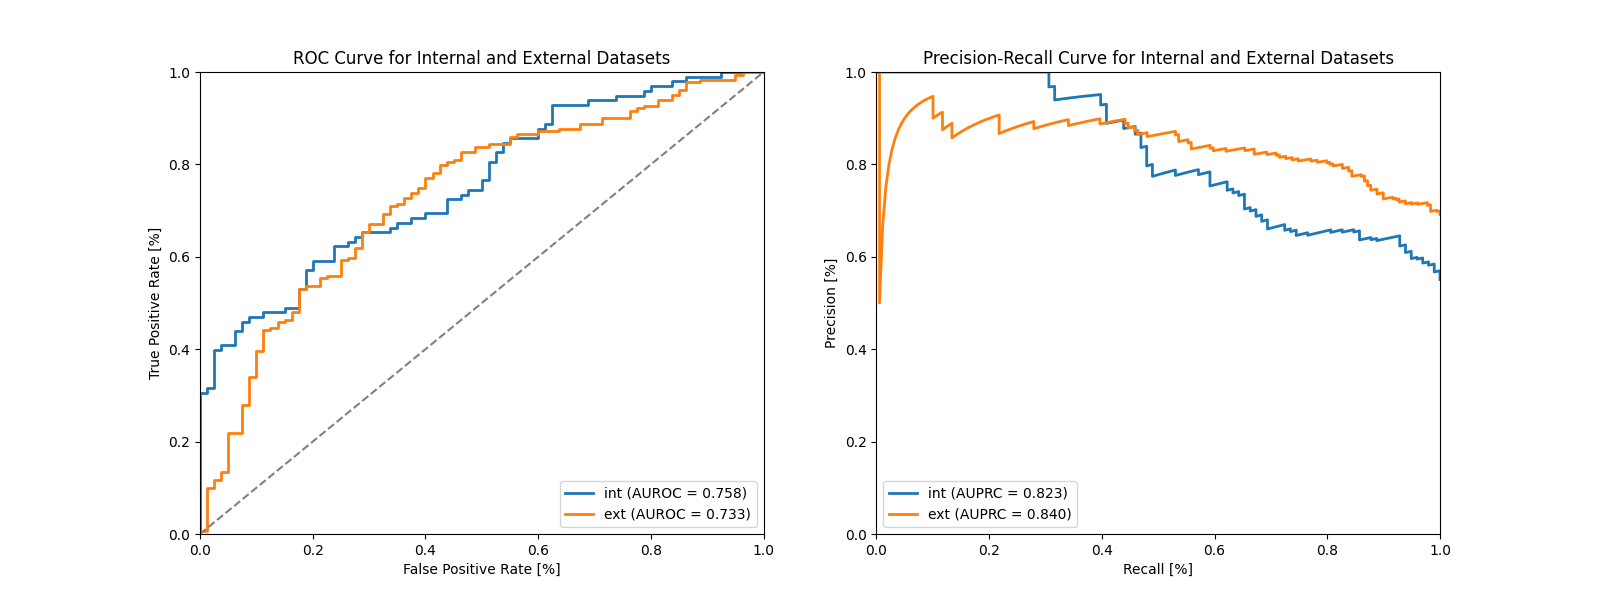 ROC Curve for Internal and External Datasets
True Positive Rate [%]
1.0
0.8
0.6
0.4
0.2
0.0
int (AUROC = 0.758)
ext (AUROC = 0.733)
0.0 0.2 0.4 0.6 0.8 1.0
False Positive Rate [%]
Precision-Recall Curve for Internal and External Datasets
Precision [%]
1.0
0.8
0.6
0.4
0.2
0.0
int (AUPRC = 0.823)
ext (AUPRC = 0.840)
0.0 0.2 0.4 0.6 0.8 1.0
Recall [%]